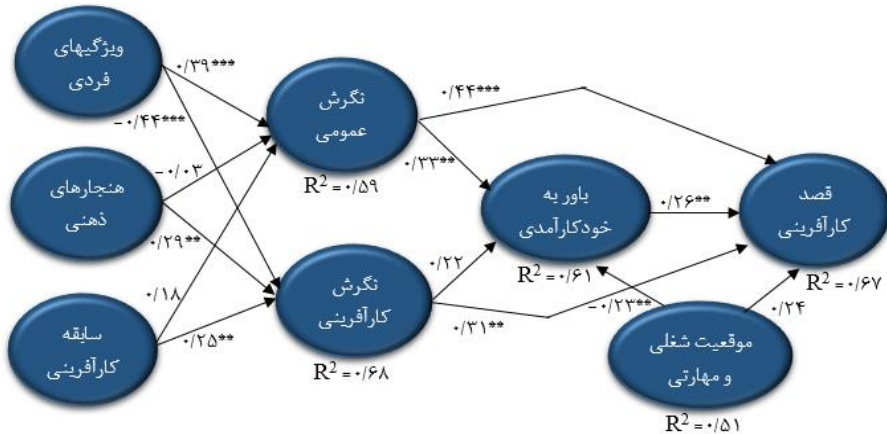 ویژگیهای
فردی
هنجارهای
ذهنی
سابقه
کارآفرینی
۰/۳۹***
-۰/۴۴***
-۰/۰۳
۰/۲۹**
۰/۱۸
۰/۲۵**
نگرش
عمومی
R² =۰/۵۹
نگرش
کارآفرینی
R² =۰/۶۸
۰/۴۴***
۰/۳۳**
۰/۲۲
۰/۳۱**
باور به
خودکارآمدی
R² =۰/۶۱
۰/۲۶**
-۰/۲۳**
۰/۲۴
قصد
کارآفرینی
R² =۰/۶۷
موقعیت شغلی
و مهارتی
R² =۰/۵۱